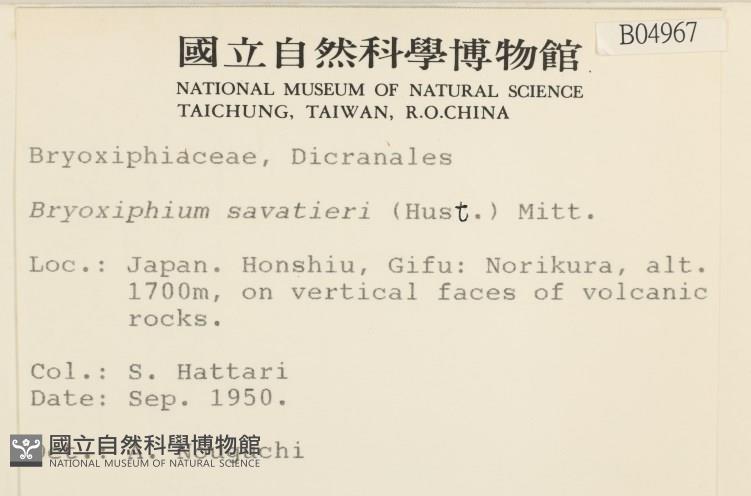 國立自然科學博物館
B04967
NATIONAL MUSEUM OF NATURAL SCIENCE
TAICHUNG, TAIWAN, R.O.CHINA
Bryoxiphiaceae, Dicranales
Bryoxiphium savatieri (Hust.) Mitt.
Loc.: Japan. Honshiu, Gifu: Norikura, alt.
1700m, on vertical faces of volcanic
rocks.
Col.: S. Hattari
Date: Sep. 1950.
Det.: A. Noguchi
國立自然科學博物館
NATIONAL MUSEUM OF NATURAL SCIENCE